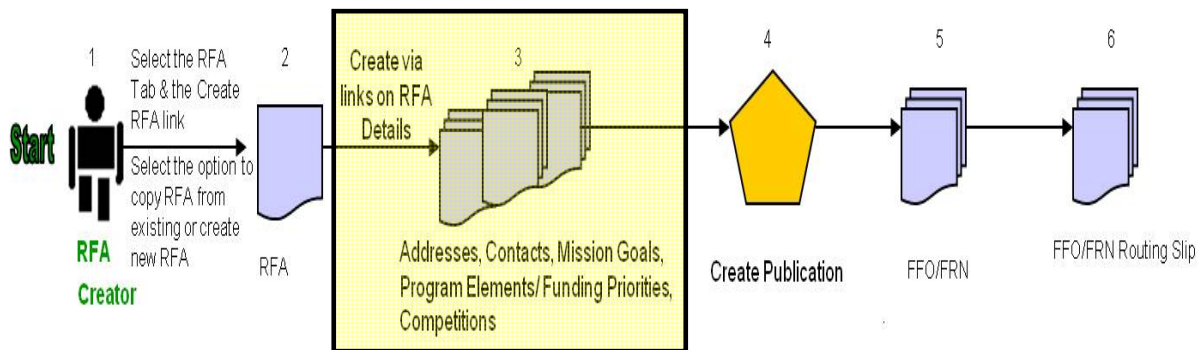 Start
1
Select the RFA
Tab & the Create
RFA link
Select the option to
copy RFA from
existing or create
new RFA
RFA
Creator
2
RFA
3
Create via
links on RFA
Details
Addresses, Contacts, Mission Goals,
Program Elements/ Funding Priorities,
Competitions
4
Create Publication
5
FFO/FRN
6
FFO/FRN Routing Slip